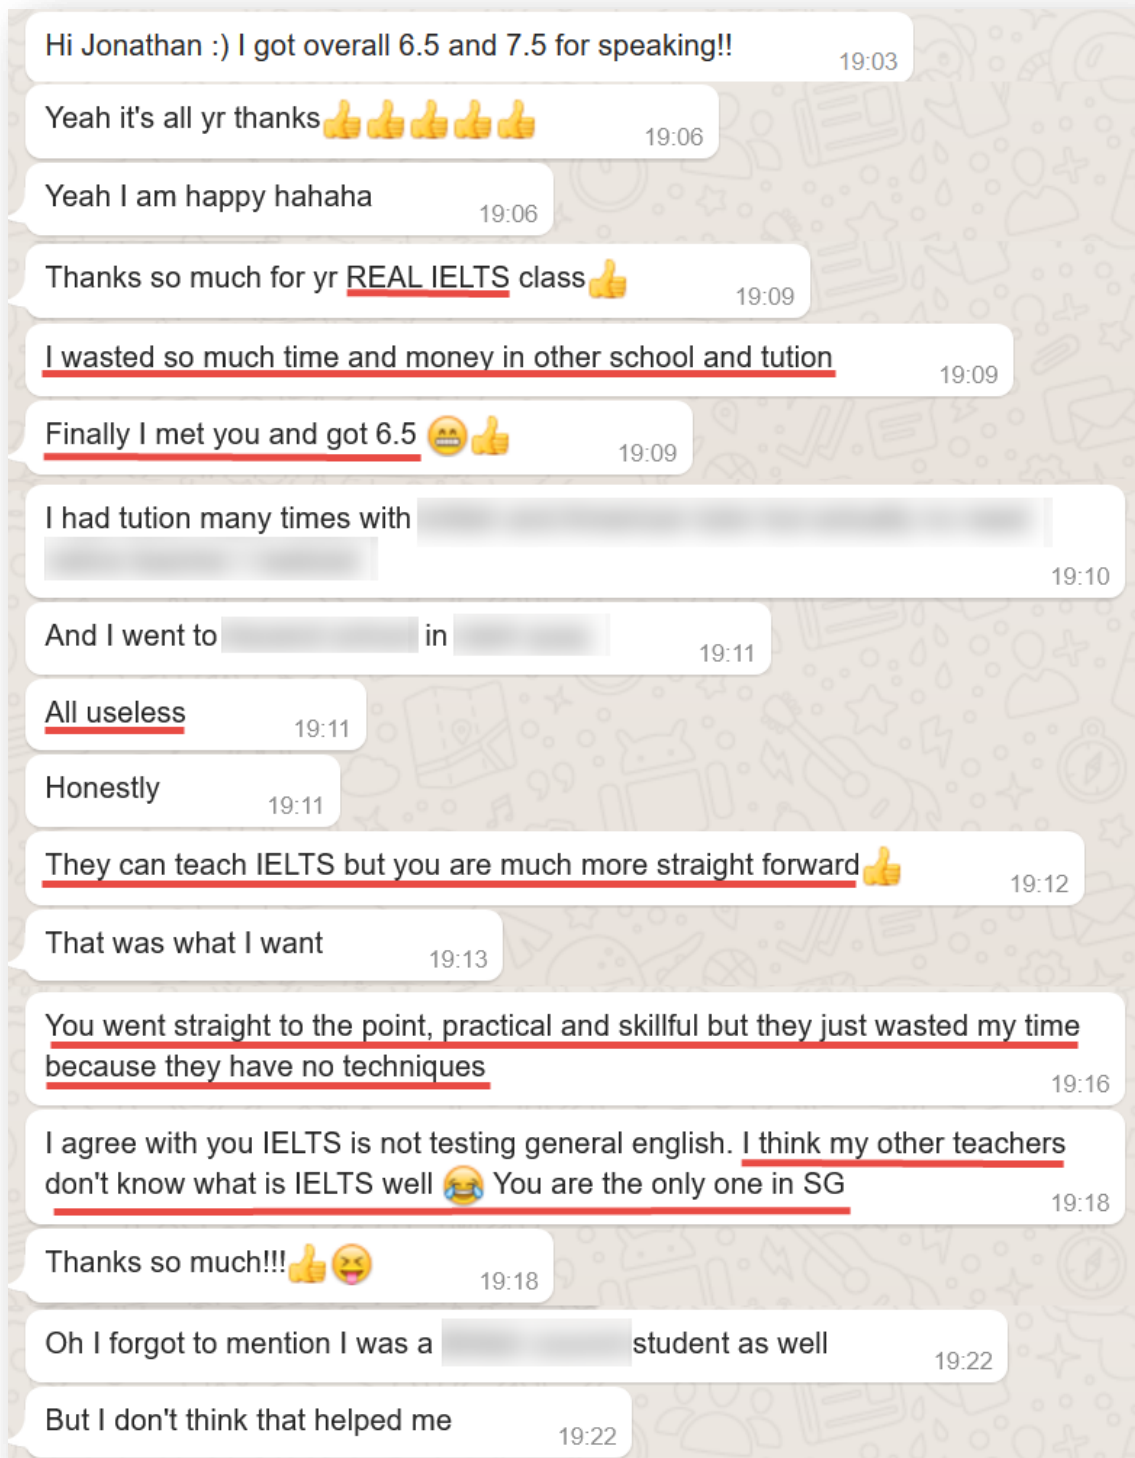 Hi Jonathan :) I got overall 6.5 and 7.5 for speaking!!
19:03
Yeah it's all yr thanks👍👍👍👍👍
19:06
Yeah I am happy hahaha
19:06
Thanks so much for yr REAL IELTS class👍
19:09
I wasted so much time and money in other school and tution
19:09
Finally I met you and got 6.5 😁👍
19:09
I had tution many times with
19:10
And I went to in
19:11
All useless
19:11
Honestly
19:11
They can teach IELTS but you are much more straight forward👍
19:12
That was what I want
19:13
You went straight to the point, practical and skillful but they just wasted my time
because they have no techniques
19:16
I agree with you IELTS is not testing general english. I think my other teachers
don't know what is IELTS well 😂 You are the only one in SG
19:18
Thanks so much!!!👍😝
19:18
Oh I forgot to mention I was a student as well
19:22
But I don't think that helped me
19:22